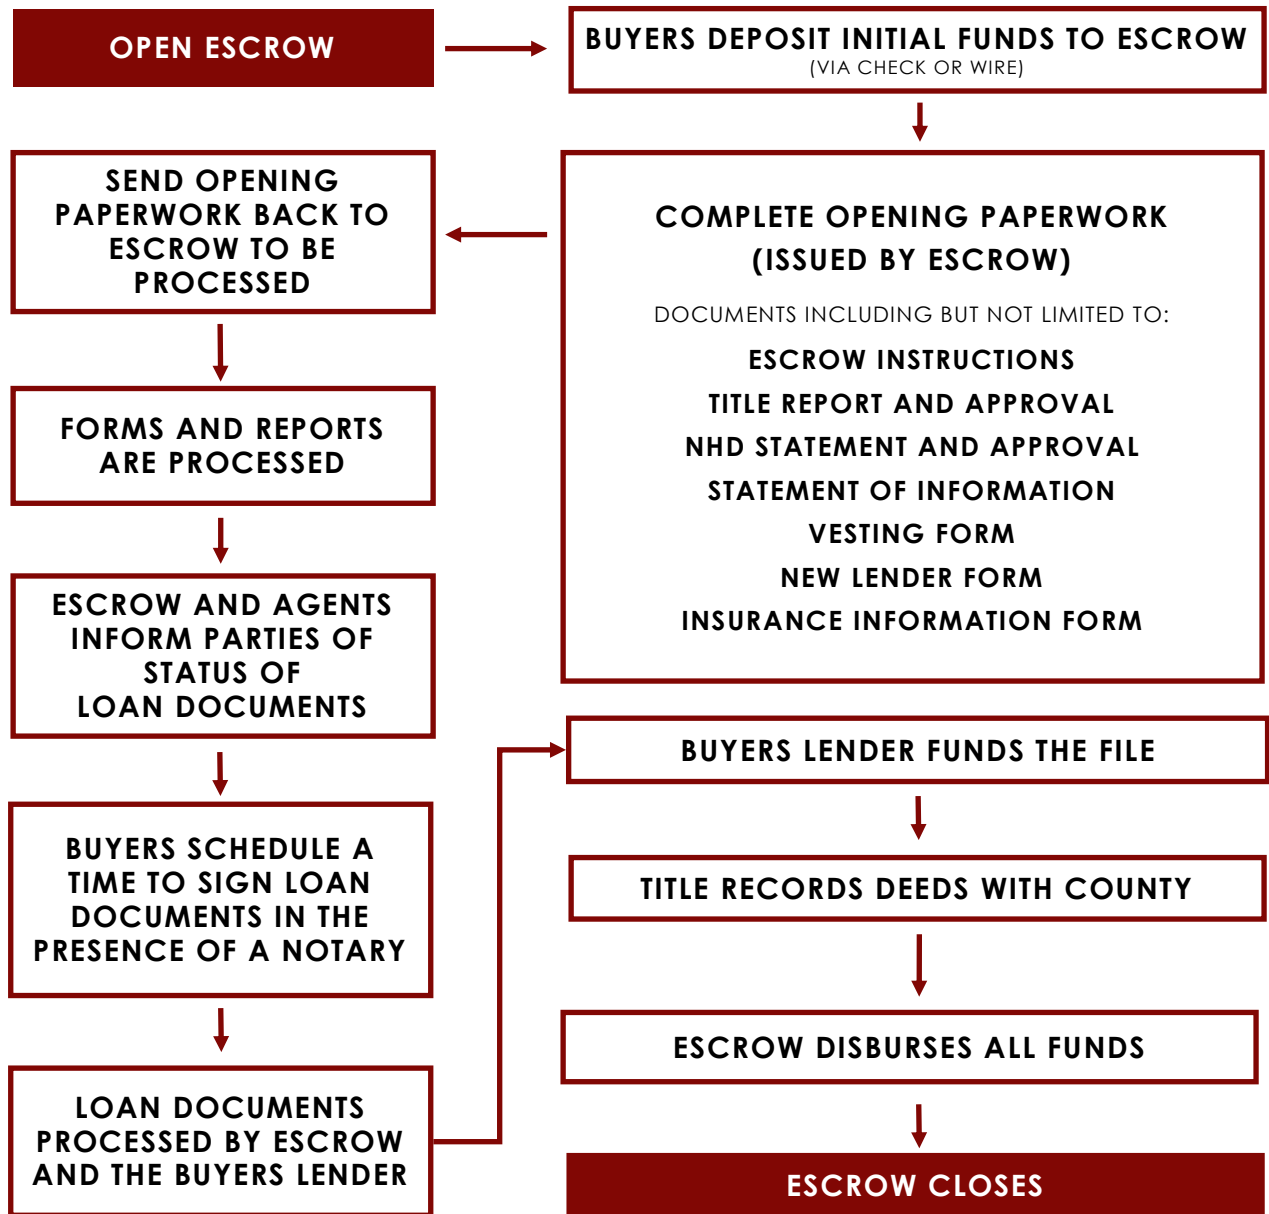 OPEN ESCROW
BUYERS DEPOSIT INITIAL FUNDS TO ESCROW
(VIA CHECK OR WIRE)
COMPLETE OPENING PAPERWORK
(ISSUED BY ESCROW)
DOCUMENTS INCLUDING BUT NOT LIMITED TO:
ESCROW INSTRUCTIONS
TITLE REPORT AND APPROVAL
NHD STATEMENT AND APPROVAL
STATEMENT OF INFORMATION
VESTING FORM
NEW LENDER FORM
INSURANCE INFORMATION FORM
SEND OPENING
PAPERWORK BACK TO
ESCROW TO BE
PROCESSED
FORMS AND REPORTS
ARE PROCESSED
ESCROW AND AGENTS
INFORM PARTIES OF
STATUS OF
LOAN DOCUMENTS
BUYERS SCHEDULE A
TIME TO SIGN LOAN
DOCUMENTS IN THE
PRESENCE OF A NOTARY
LOAN DOCUMENTS
PROCESSED BY ESCROW
AND THE BUYERS LENDER
BUYERS LENDER FUNDS THE FILE
TITLE RECORDS DEEDS WITH COUNTY
ESCROW DISBURSES ALL FUNDS
ESCROW CLOSES